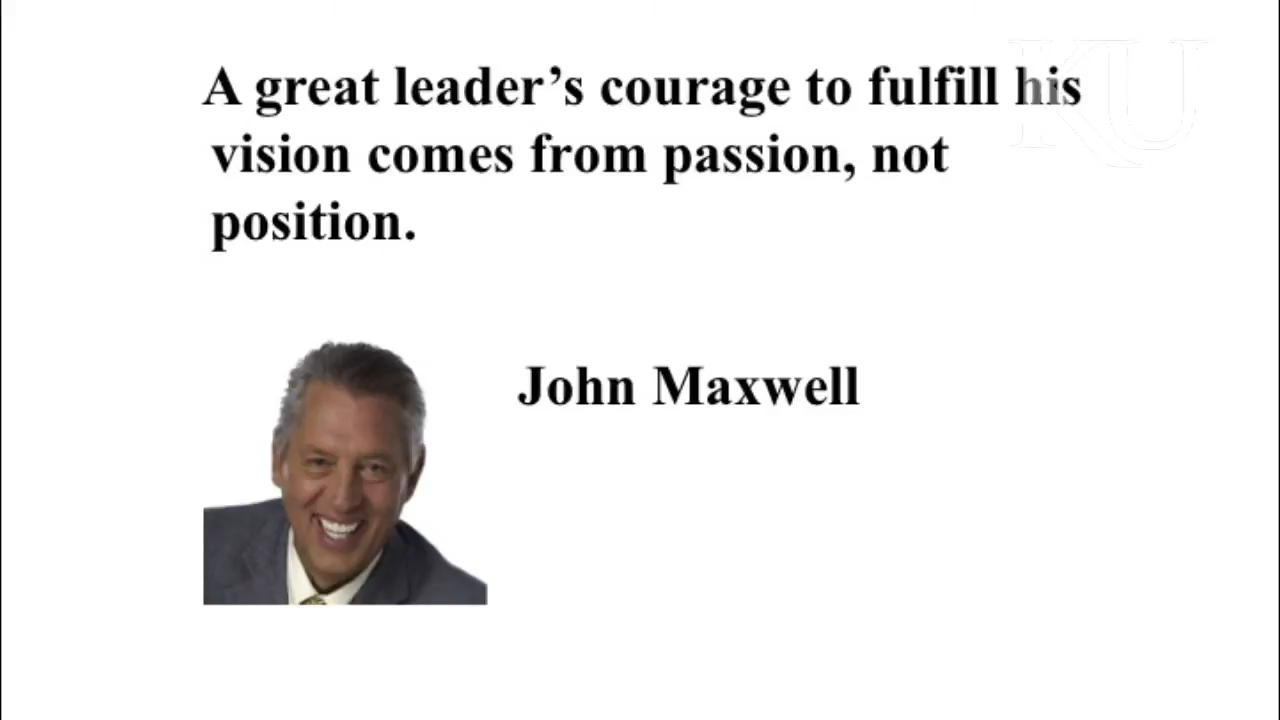 A great leader’s courage to fulfill his
vision comes from passion, not
position.
John Maxwell
KU